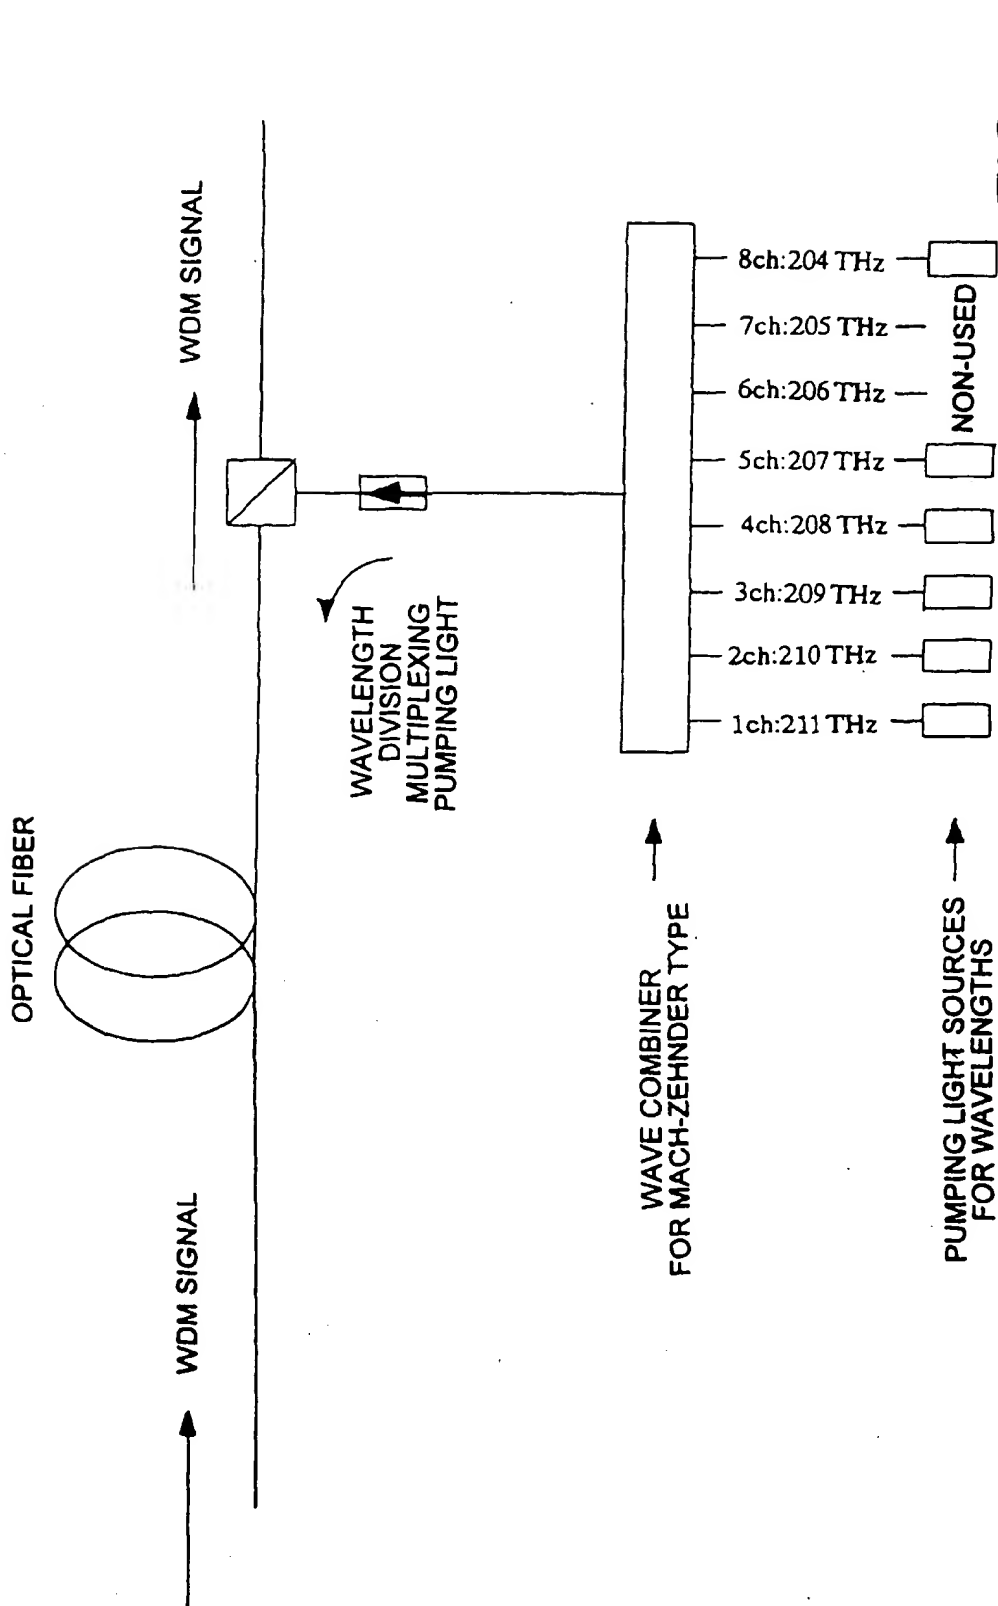 OPTICAL FIBER
WDM SIGNAL
WDM SIGNAL
WAVELENGTH
DIVISION
MULTIPLEXING
PUMPING LIGHT
WAVE COMBINER
FOR MACH-ZEHNDER TYPE
8ch:204 THz
7ch:205 THz
6ch:206 THz
5ch:207 THz
4ch:208 THz
3ch:209 THz
2ch:210 THz
1ch:211 THz
NON-USED
PUMPING LIGHT SOURCES
FOR WAVELENGTHS